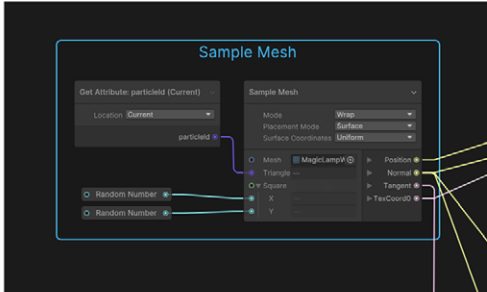 Sample Mesh
Get Attribute: particleId (Current)
Location Current
particleId
Random Number
Random Number
Sample Mesh
Mode Wrap
Placement Mode Surface
Surface Coordinates Uniform
Mesh MagicLampV Position
Triangle Normal
Square Tangent
X TexCoord0
Y